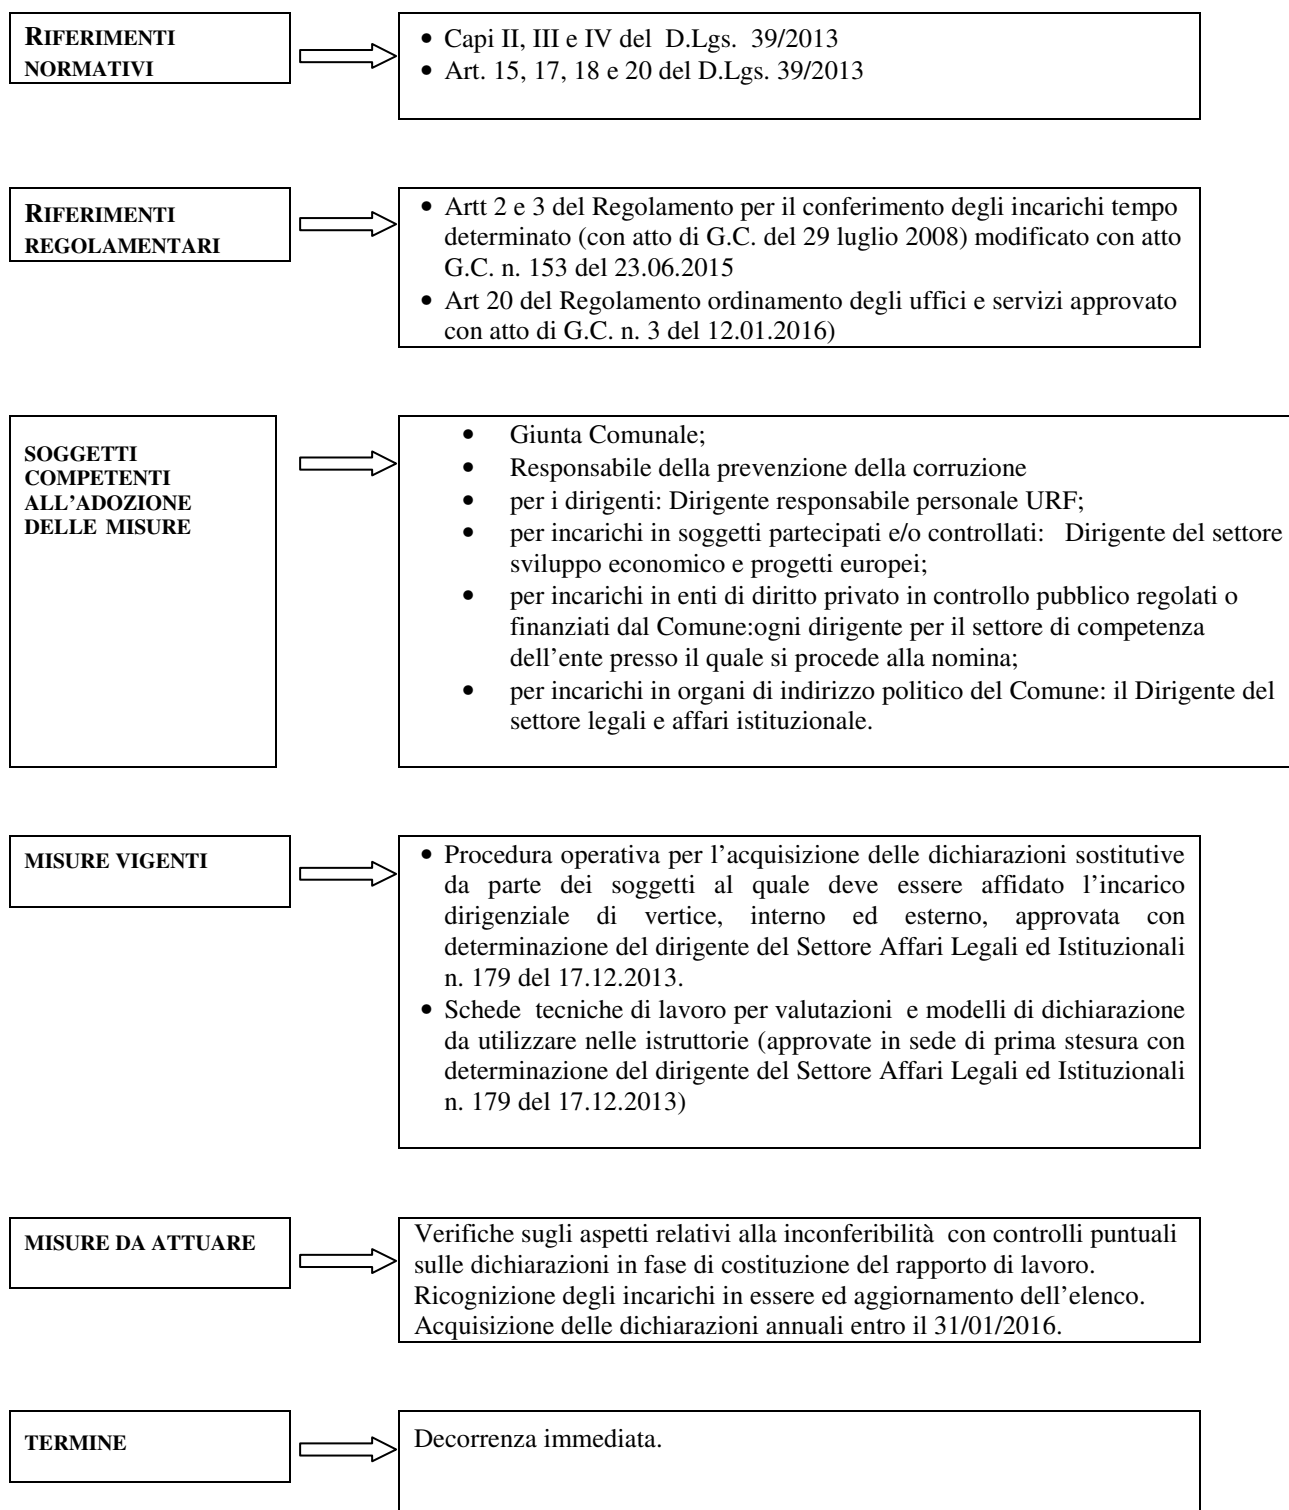 RIFERIMENTI
NORMATIVI
• Capi II, III e IV del D.Lgs. 39/2013
• Art. 15, 17, 18 e 20 del D.Lgs. 39/2013
RIFERIMENTI
REGOLAMENTARI
• Artt 2 e 3 del Regolamento per il conferimento degli incarichi tempo
determinato (con atto di G.C. del 29 luglio 2008) modificato con atto
G.C. n. 153 del 23.06.2015
• Art 20 del Regolamento ordinamento degli uffici e servizi approvato
con atto di G.C. n. 3 del 12.01.2016)
SOGGETTI
COMPETENTI
ALL'ADOZIONE
DELLE MISURE
• Giunta Comunale;
• Responsabile della prevenzione della corruzione
• per i dirigenti: Dirigente responsabile personale URF;
• per incarichi in soggetti partecipati e/o controllati: Dirigente del settore
sviluppo economico e progetti europei;
• per incarichi in enti di diritto privato in controllo pubblico regolati o
finanziati dal Comune:ogni dirigente per il settore di competenza
dell'ente presso il quale si procede alla nomina;
• per incarichi in organi di indirizzo politico del Comune: il Dirigente del
settore legali e affari istituzionale.
MISURE VIGENTI
• Procedura operativa per l'acquisizione delle dichiarazioni sostitutive
da parte dei soggetti al quale deve essere affidato l'incarico
dirigenziale di vertice, interno ed esterno, approvata con
determinazione del dirigente del Settore Affari Legali ed Istituzionali
n. 179 del 17.12.2013.
• Schede tecniche di lavoro per valutazioni e modelli di dichiarazione
da utilizzare nelle istruttorie (approvate in sede di prima stesura con
determinazione del dirigente del Settore Affari Legali ed Istituzionali
n. 179 del 17.12.2013)
MISURE DA ATTUARE
Verifiche sugli aspetti relativi alla inconferibilità con controlli puntuali
sulle dichiarazioni in fase di costituzione del rapporto di lavoro.
Ricognizione degli incarichi in essere ed aggiornamento dell'elenco.
Acquisizione delle dichiarazioni annuali entro il 31/01/2016.
TERMINE
Decorrenza immediata.